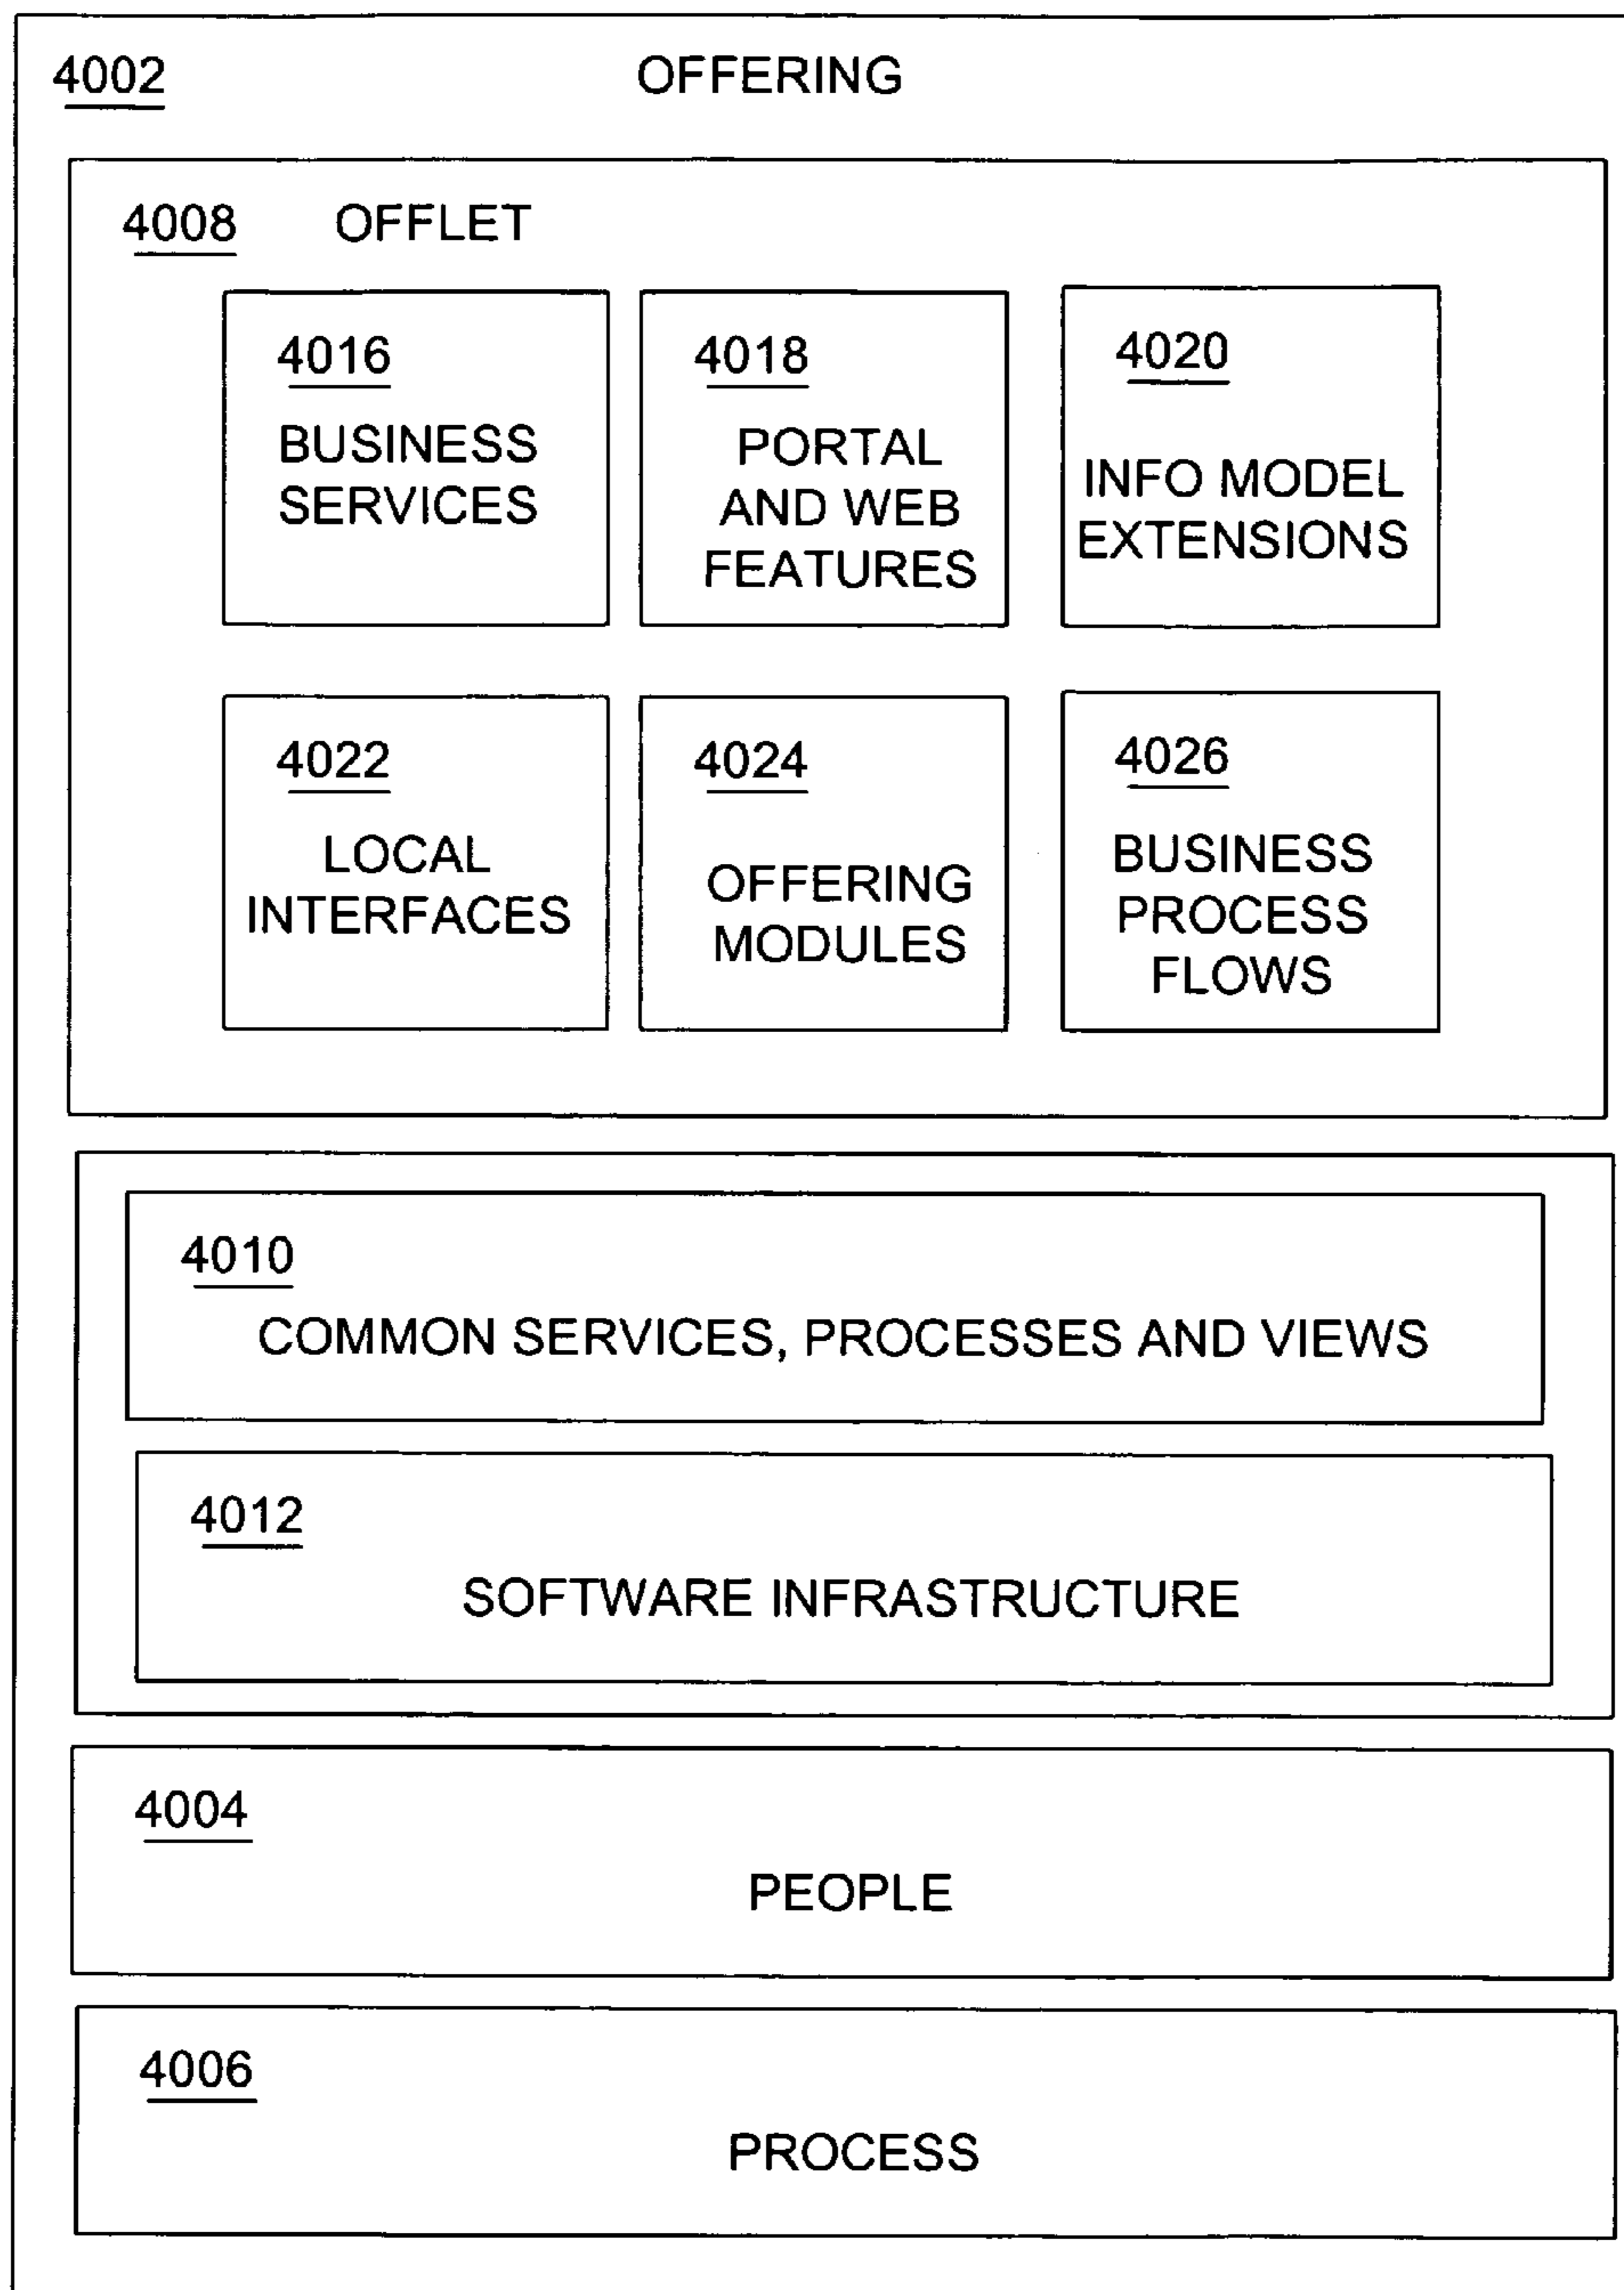 4002 OFFERING
4008 OFFLET
4016
BUSINESS
SERVICES
4018
PORTAL
AND WEB
FEATURES
4020
INFO MODEL
EXTENSIONS
4022
LOCAL
INTERFACES
4024
OFFERING
MODULES
4026
BUSINESS
PROCESS
FLOWS
4010
COMMON SERVICES, PROCESSES AND VIEWS
4012
SOFTWARE INFRASTRUCTURE
4004
PEOPLE
4006
PROCESS